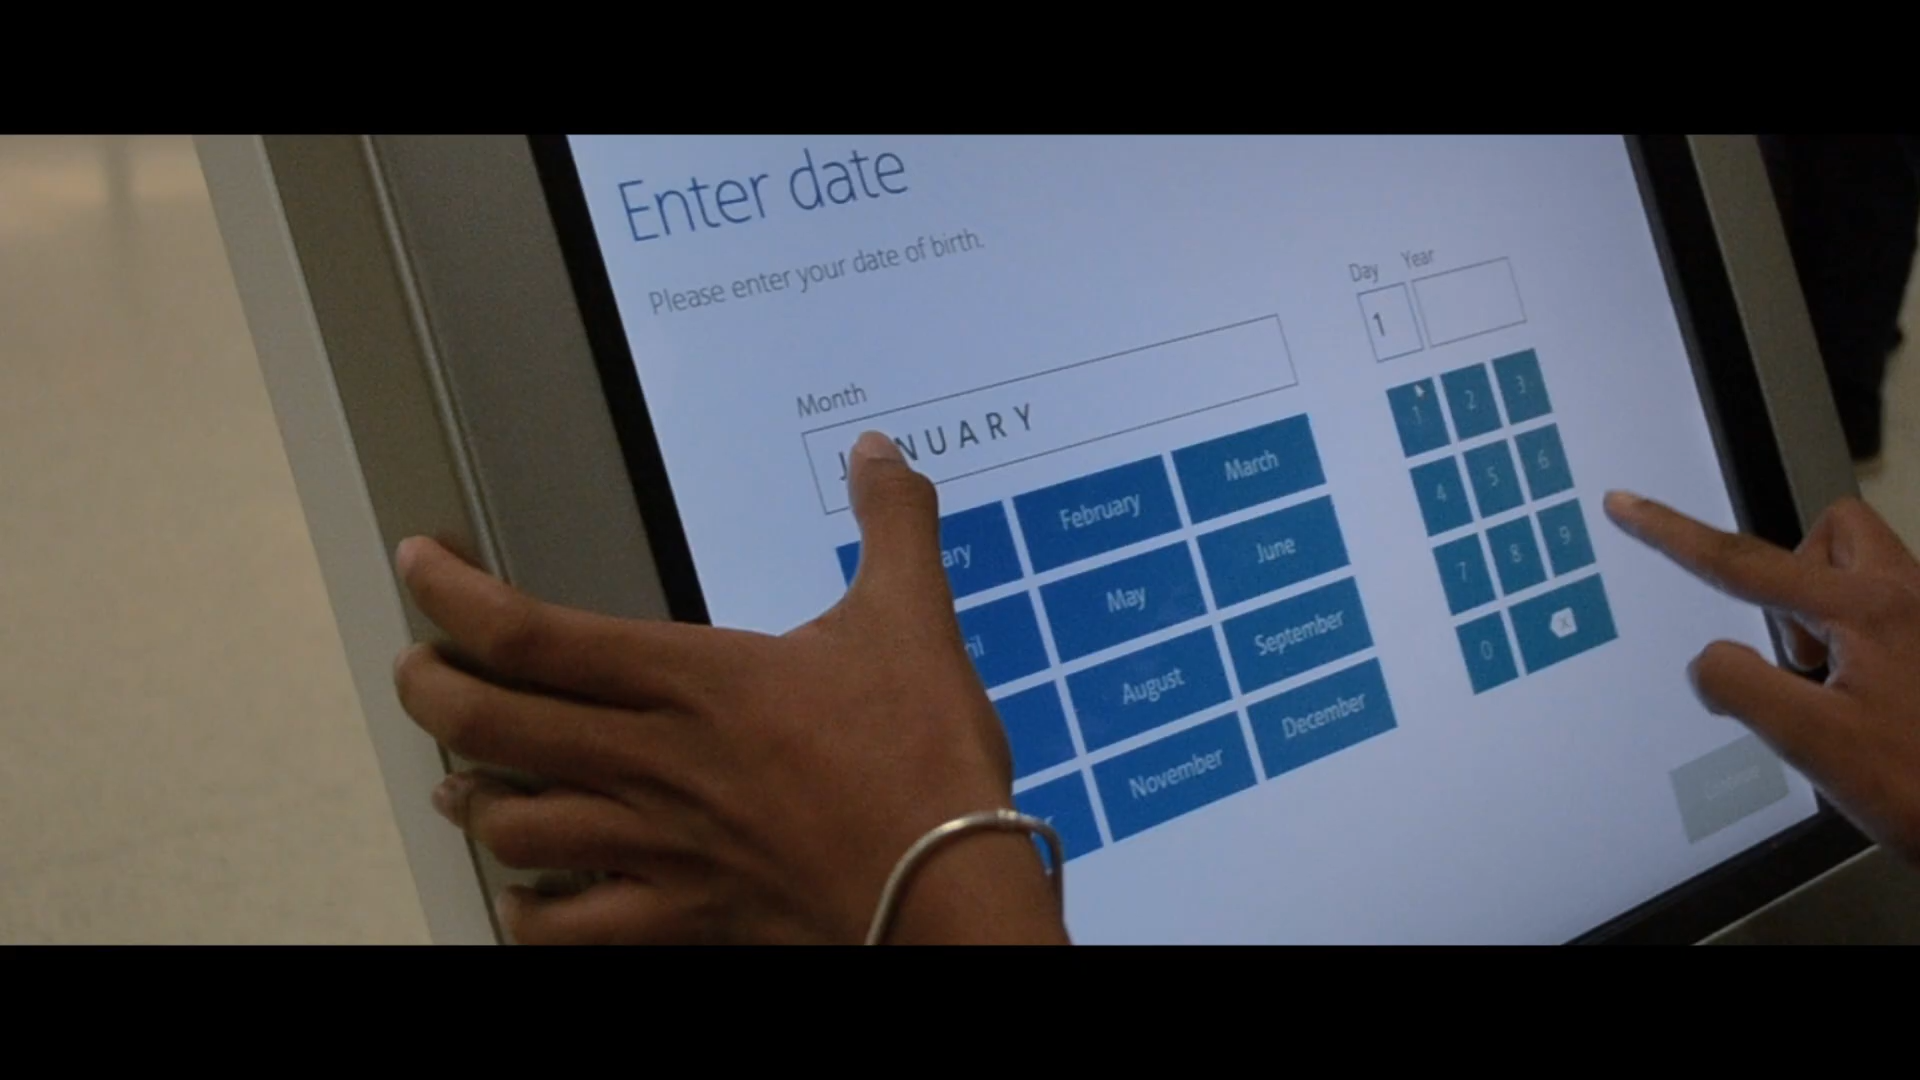 Enter date
Please enter your date of birth.
Month
NUARY
Day Year
1
February March
May June
August September
November December
1 2 3
4 5 6
7 8 9
0